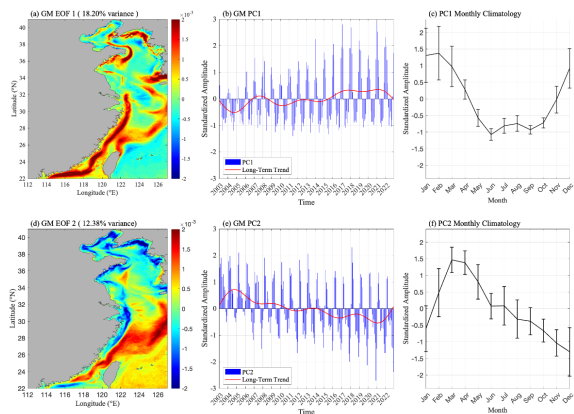 (a) GM EOF 1 ( 18.20% variance)
(b) GM PC1
(c) PC1 Monthly Climatology
×10⁻³
Latitude (°N)
40
38
36
34
32
30
28
26
24
22
112 114 116 118 120 122 124 126
Longitude (°E)
2
1.5
1
0.5
0
-0.5
-1
-1.5
-2
Standardized Amplitude
3
2
1
0
-1
-2
-3
PC1
Long-Term Trend
2003 2004 2005 2006 2007 2008 2009 2010 2011 2012 2013 2014 2015 2016 2017 2018 2019 2020 2021 2022
Time
Standardized Amplitude
2
1.5
1
0.5
0
-0.5
-1
-1.5
-2
Jan Feb Mar Apr May Jun Jul Aug Sep Oct Nov Dec
Month
(d) GM EOF 2 ( 12.38% variance)
(e) GM PC2
(f) PC2 Monthly Climatology
×10⁻³
Latitude (°N)
40
38
36
34
32
30
28
26
24
22
112 114 116 118 120 122 124 126
Longitude (°E)
2
1.5
1
0.5
0
-0.5
-1
-1.5
-2
Standardized Amplitude
3
2
1
0
-1
-2
-3
PC2
Long-Term Trend
2003 2004 2005 2006 2007 2008 2009 2010 2011 2012 2013 2014 2015 2016 2017 2018 2019 2020 2021 2022
Time
Standardized Amplitude
2
1.5
1
0.5
0
-0.5
-1
-1.5
-2
Jan Feb Mar Apr May Jun Jul Aug Sep Oct Nov Dec
Month